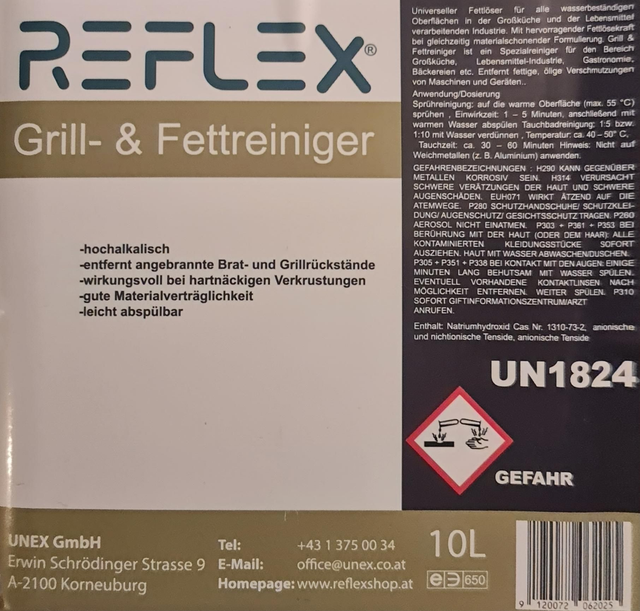 REFLEX®
Grill- & Fettreiniger
-hochalkalisch
-entfernt angebrannte Brat- und Grillrückstände
-wirkungsvoll bei hartnäckigen Verkrustungen
-gute Materialverträglichkeit
-leicht abspülbar
Universeller Fettlöser für alle wasserbeständigen
Oberflächen in der Großküche und der Lebensmittel
verarbeitenden Industrie. Mit hervorragender Fettlösekraft
bei gleichzeitig materialschonender Formulierung. Grill &
Fettreiniger ist ein Spezialreiniger für den Bereich
Großküche, Lebensmittel-Industrie, Gastronomie,
Bäckereien etc. Entfernt fettige, ölige Verschmutzungen
von Maschinen und Geräten..
Anwendung/Dosierung
Sprühreinigung: auf die warme Oberfläche (max. 55 °C)
sprühen , Einwirkzeit: 1 – 5 Minuten, anschließend mit
warmen Wasser abspülen Tauchbadreinigung: 1:5 bzw.
1:10 mit Wasser verdünnen , Temperatur: ca. 40– 50° C,
Tauchzeit: ca. 30 – 60 Minuten Hinweis: Nicht auf
Weichmetallen (z. B. Aluminium) anwenden.
GEFAHRENBEZEICHNUNGEN : H290 KANN GEGENÜBER
METALLEN KORROSIV SEIN. H314 VERURSACHT
SCHWERE VERÄTZUNGEN DER HAUT UND SCHWERE
AUGENSCHÄDEN. EUH071 WIRKT ÄTZEND AUF DIE
ATEMWEGE. P280 SCHUTZHANDSCHUHE/ SCHUTZKLEI-
DUNG/ AUGENSCHUTZ/ GESICHTSSCHUTZ TRAGEN. P260
AEROSOL NICHT EINATMEN. P303 + P361 + P353 BEI
BERÜHRUNG MIT DER HAUT (ODER DEM HAAR): ALLE
KONTAMINIERTEN KLEIDUNGSSTÜCKE SOFORT
AUSZIEHEN. HAUT MIT WASSER ABWASCHEN/DUSCHEN.
P305 + P351 + P338 BEI KONTAKT MIT DEN AUGEN: EINIGE
MINUTEN LANG BEHUTSAM MIT WASSER SPÜLEN.
EVENTUELL VORHANDENE KONTAKTLINSEN NACH
MÖGLICHKEIT ENTFERNEN. WEITER SPÜLEN. P310
SOFORT GIFTINFORMATIONSZENTRUM/ARZT
ANRUFEN.
Enthält: Natriumhydroxid Cas Nr. 1310-73-2, anionische
und nichtionische Tenside, anionische Tenside
UN1824
GEFAHR
UNEX GmbH
Erwin Schrödinger Strasse 9
A-2100 Korneuburg
Tel: +43 1 375 00 34
E-Mail: office@unex.co.at
Homepage: www.reflexshop.at
10L
650
9 120072 062025